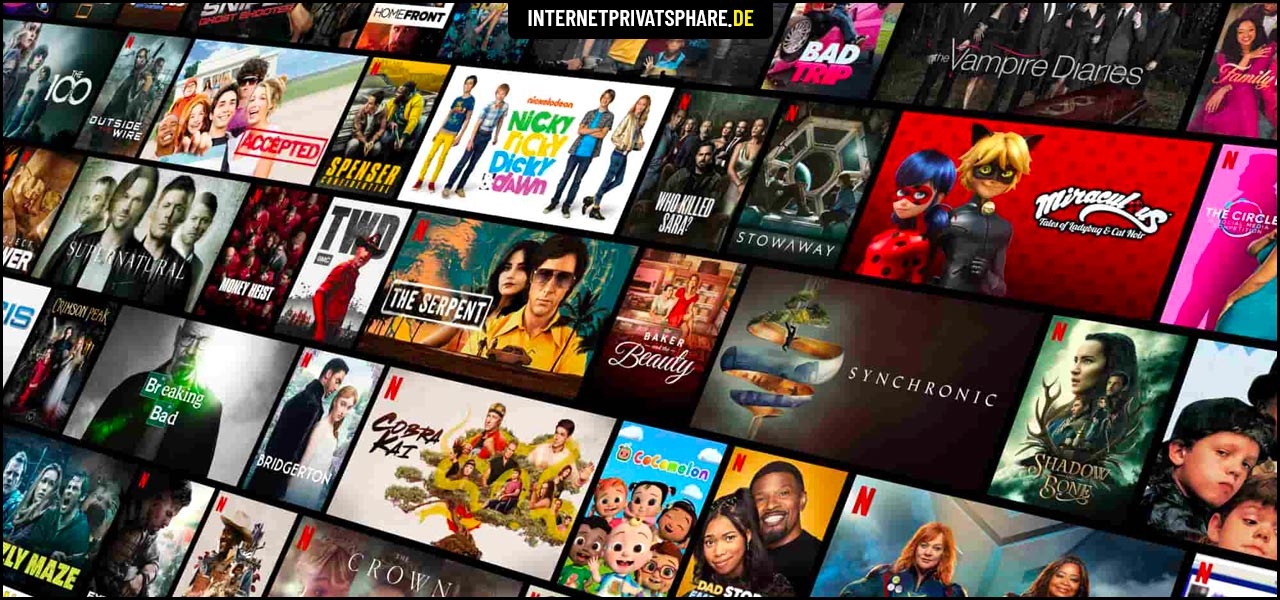 INTERNETPRIVATSPHARE.DE
GHOST SHOOTER
HOMEFRONT
BAD
TRIP
the Vampire Diaries
Family
THE
100
OUTSIDE
THE WIRE
ACCEPTED
SPENSER
CONFIDENTIAL
nickelodeon
NICKY
RICKY
DICKY
& DAWN
WHO KILLED
SARA?
STOWAWAY
MIRACULOUS
Tales of Ladybug & Cat Noir
THE CIRCLE
SUPERNATURAL
MONEY HEIST
TWD
AMC
THE SERPENT
THE
BAKER
and the
Beauty
SYNCHRONIC
SHADOW
AND
BONE
CRIMSON PEAK
Breaking
Bad
BRIDGERTON
COBRA
KAI
CoComelon
DAD STOP
THE
CROWN
LY MAZE